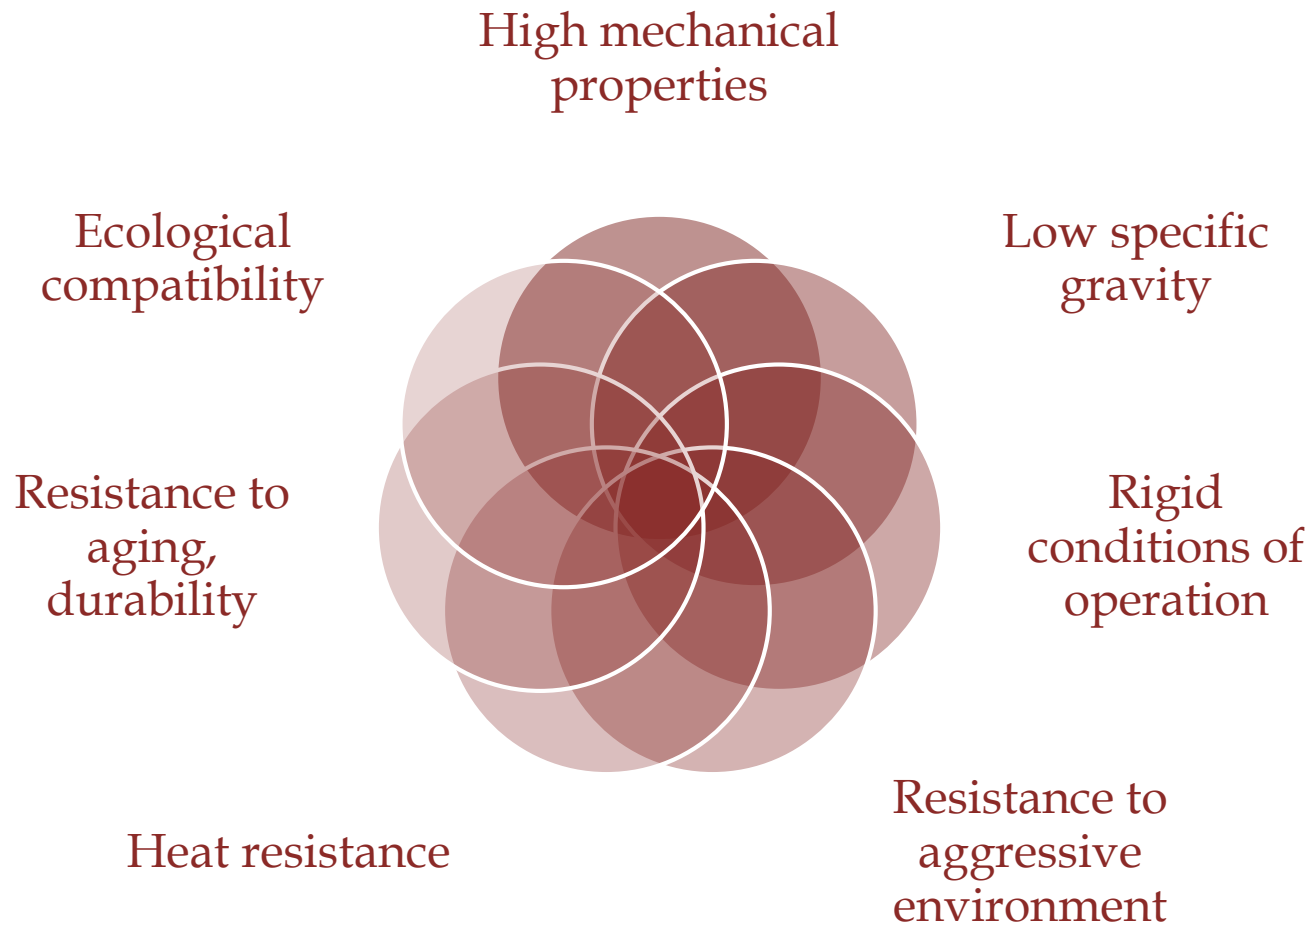 High mechanical
properties
Ecological
compatibility
Low specific
gravity
Resistance to
aging,
durability
Rigid
conditions of
operation
Heat resistance
Resistance to
aggressive
environment